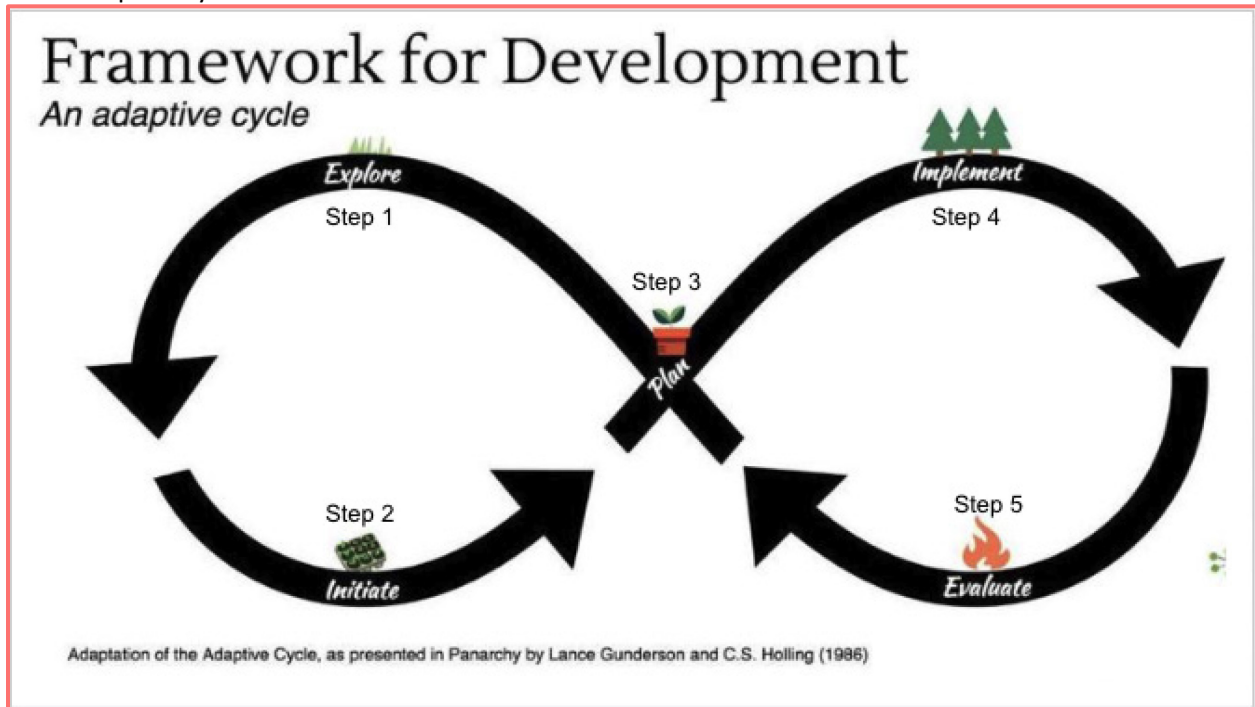 Framework for Development
An adaptive cycle
Explore
Step 1
Implement
Step 4
Step 3
Plan
Step 2
Initiate
Step 5
Evaluate
Adaptation of the Adaptive Cycle, as presented in Panarchy by Lance Gunderson and C.S. Holling (1986)